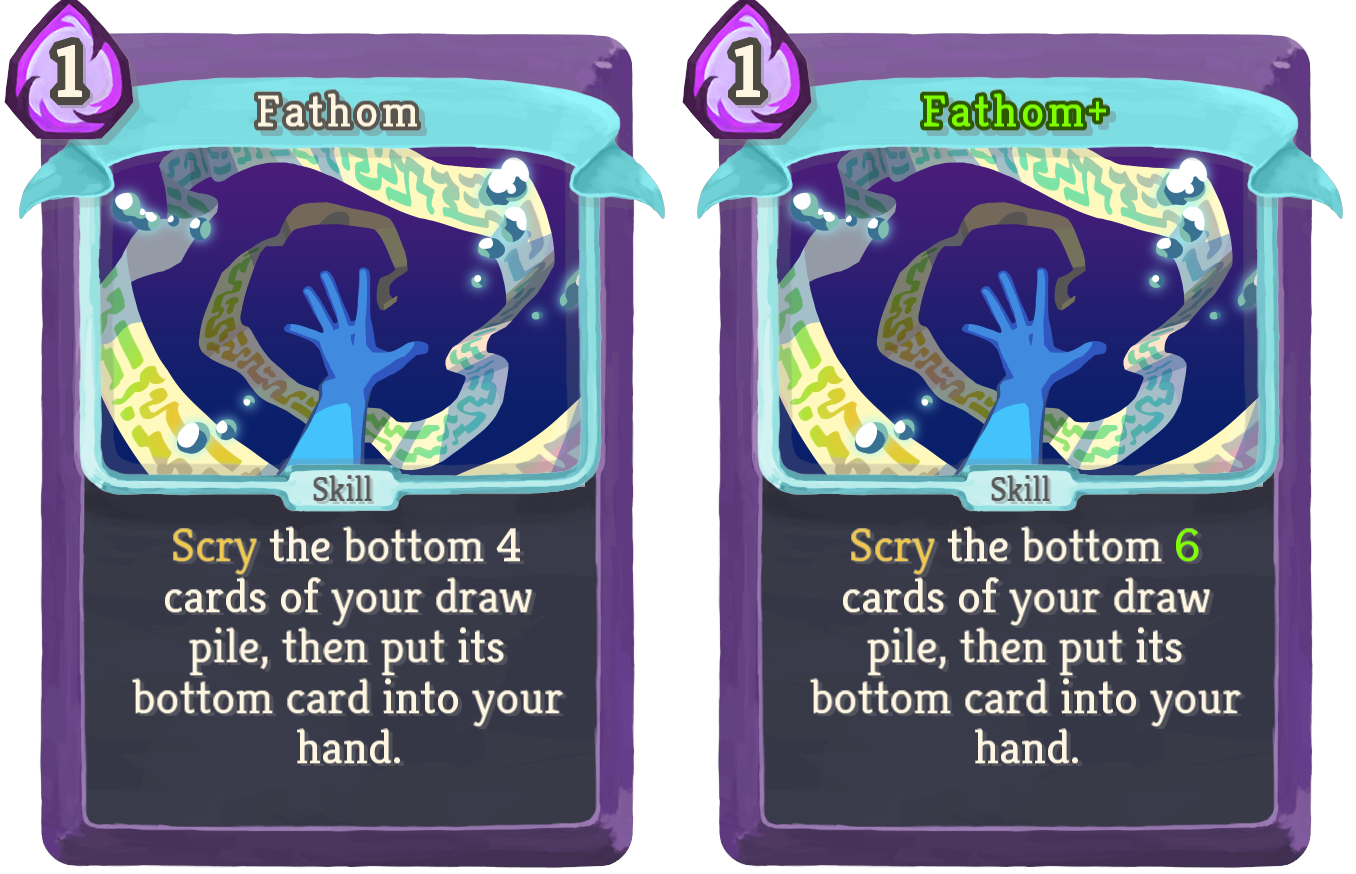 1
Fathom
Skill
Scry the bottom 4
cards of your draw
pile, then put its
bottom card into your
hand.
1
Fathom+
Skill
Scry the bottom 6
cards of your draw
pile, then put its
bottom card into your
hand.